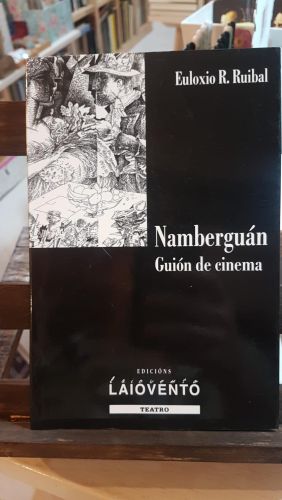 Euloxio R. Ruibal
Namberguán
Guión de cinema
EDICIÓNS
LAIOVENTO
TEATRO